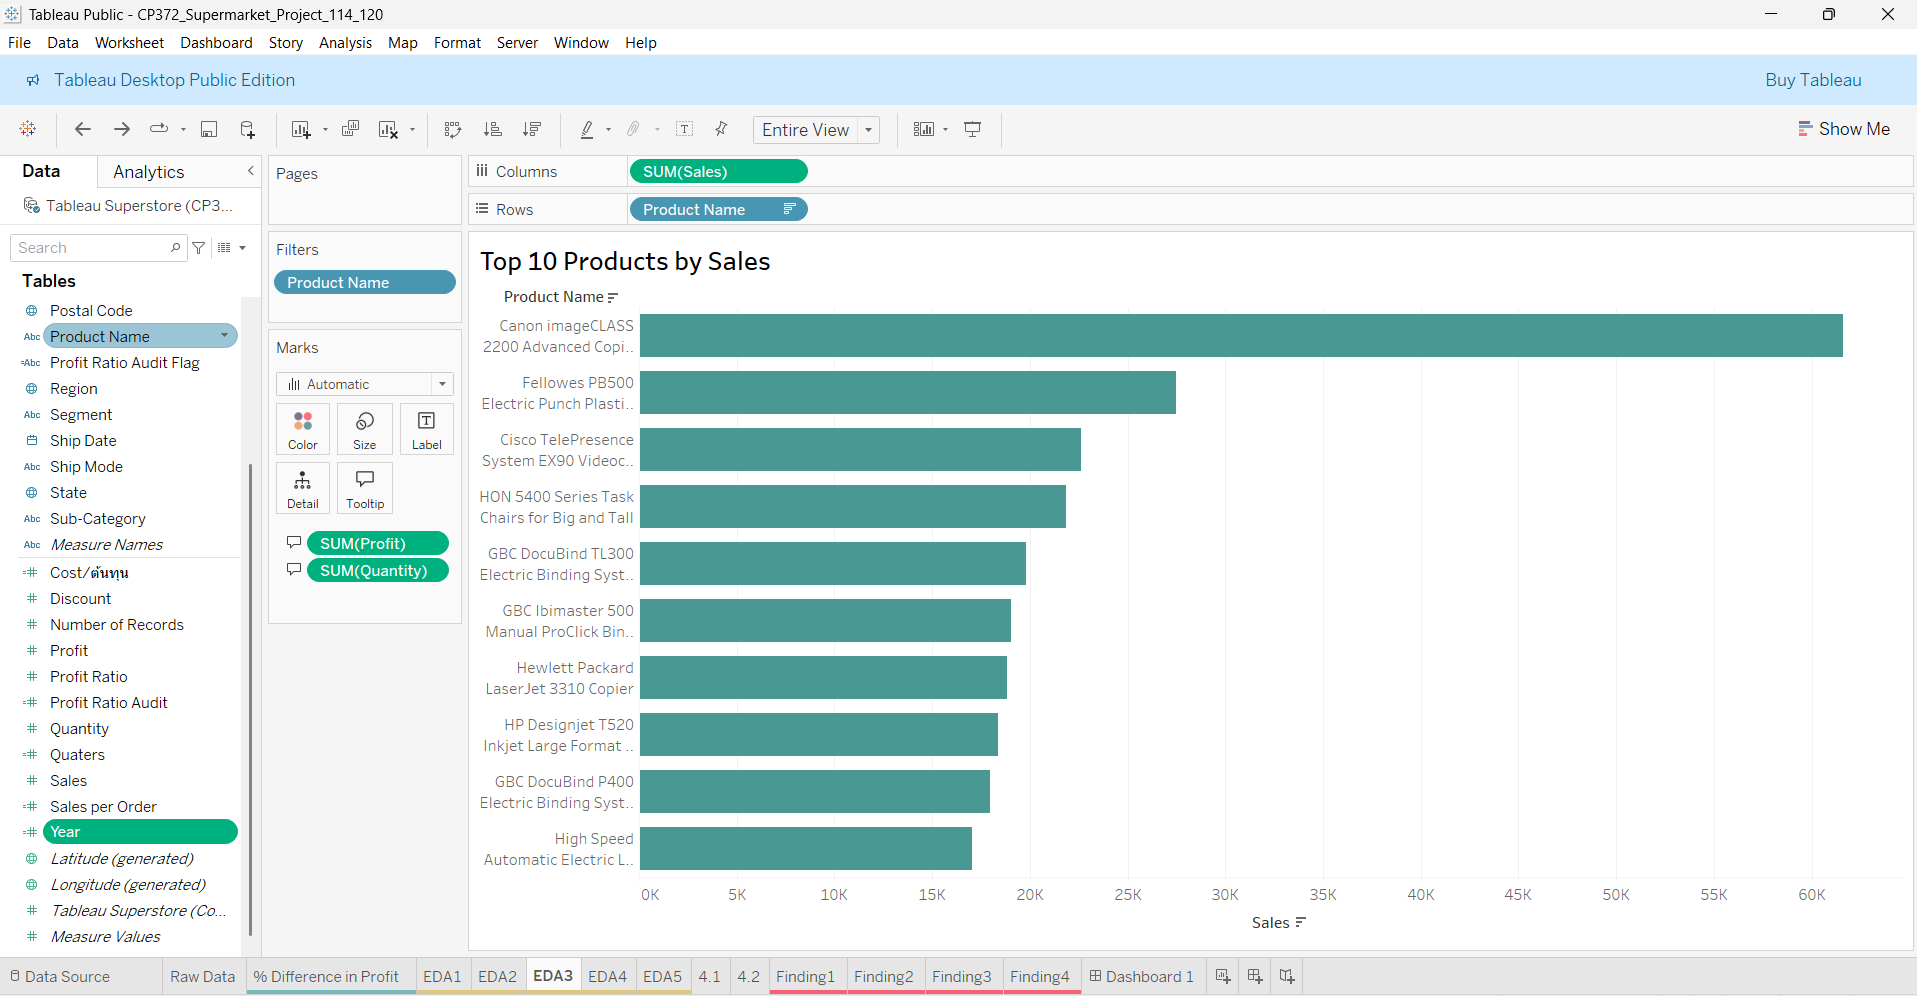 Tableau Public - CP372_Supermarket_Project_114_120
File Data Worksheet Dashboard Story Analysis Map Format Server Window Help
Tableau Desktop Public Edition
Buy Tableau
Entire View
Show Me
Data
Analytics
Tableau Superstore (CP3...
Search
Tables
Postal Code
Abc Product Name
=Abc Profit Ratio Audit Flag
Region
Abc Segment
Ship Date
Abc Ship Mode
State
Abc Sub-Category
Abc Measure Names
=# Cost/ต้นทุน
# Discount
# Number of Records
# Profit
# Profit Ratio
=# Profit Ratio Audit
# Quantity
=# Quaters
# Sales
=# Sales per Order
=# Year
Latitude (generated)
Longitude (generated)
# Tableau Superstore (Co...
# Measure Values
Pages
Filters
Product Name
Marks
Automatic
Color
Size
T
Label
Detail
Tooltip
SUM(Profit)
SUM(Quantity)
Columns
SUM(Sales)
Rows
Product Name
Top 10 Products by Sales
Product Name
Canon imageCLASS
2200 Advanced Copi..
Fellowes PB500
Electric Punch Plasti..
Cisco TelePresence
System EX90 Videoc..
HON 5400 Series Task
Chairs for Big and Tall
GBC DocuBind TL300
Electric Binding Syst..
GBC Ibimaster 500
Manual ProClick Bin..
Hewlett Packard
LaserJet 3310 Copier
HP Designjet T520
Inkjet Large Format ..
GBC DocuBind P400
Electric Binding Syst..
High Speed
Automatic Electric L..
0K 5K 10K 15K 20K 25K 30K 35K 40K 45K 50K 55K 60K
Sales
Data Source
Raw Data
% Difference in Profit
EDA1
EDA2
EDA3
EDA4
EDA5
4.1
4.2
Finding1
Finding2
Finding3
Finding4
Dashboard 1